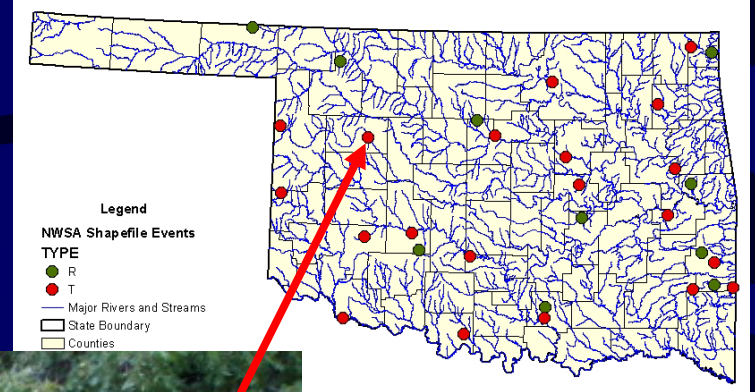 Legend
NWSA Shapefile Events
TYPE
R
T
Major Rivers and Streams
State Boundary
Counties